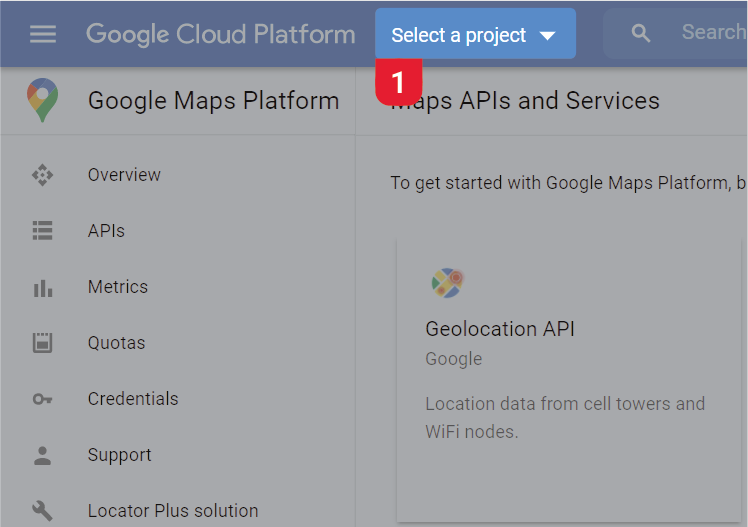 Google Cloud Platform
Select a project
Search
1
Google Maps Platform
Maps APIs and Services
Overview
APIs
Metrics
Quotas
Credentials
Support
Locator Plus solution
To get started with Google Maps Platform, b
Geolocation API
Google
Location data from cell towers and
WiFi nodes.